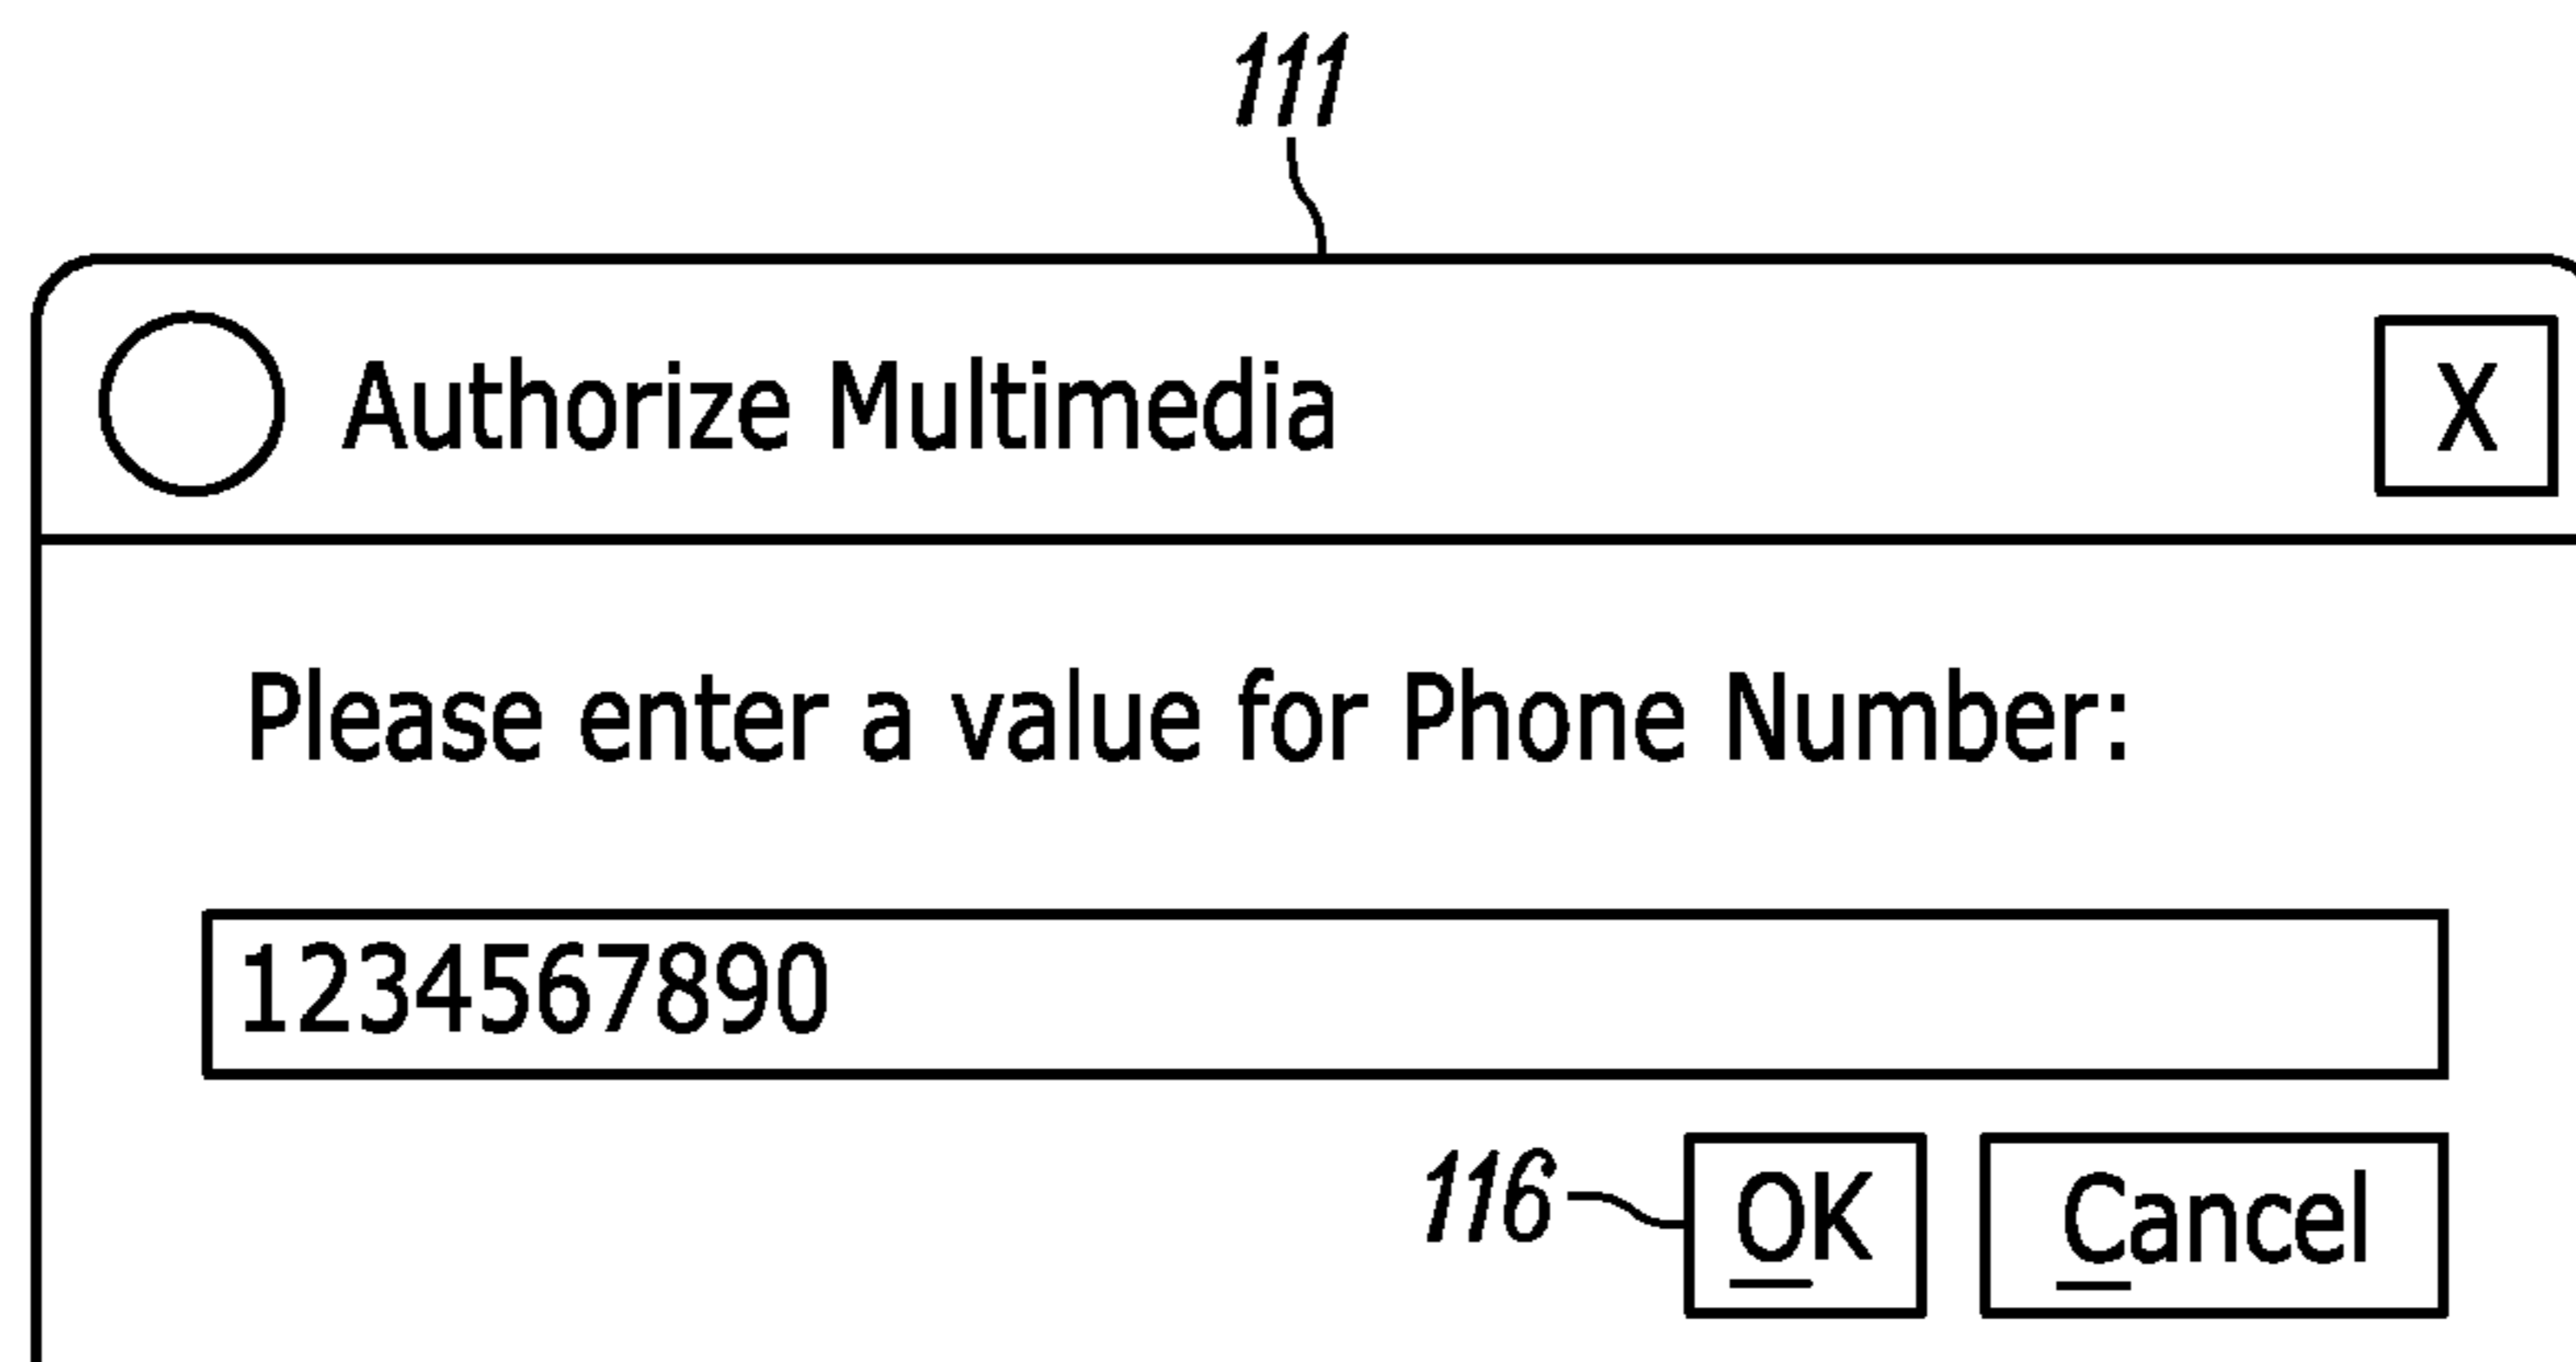 111
Authorize Multimedia X
Please enter a value for Phone Number:
1234567890
116 OK Cancel